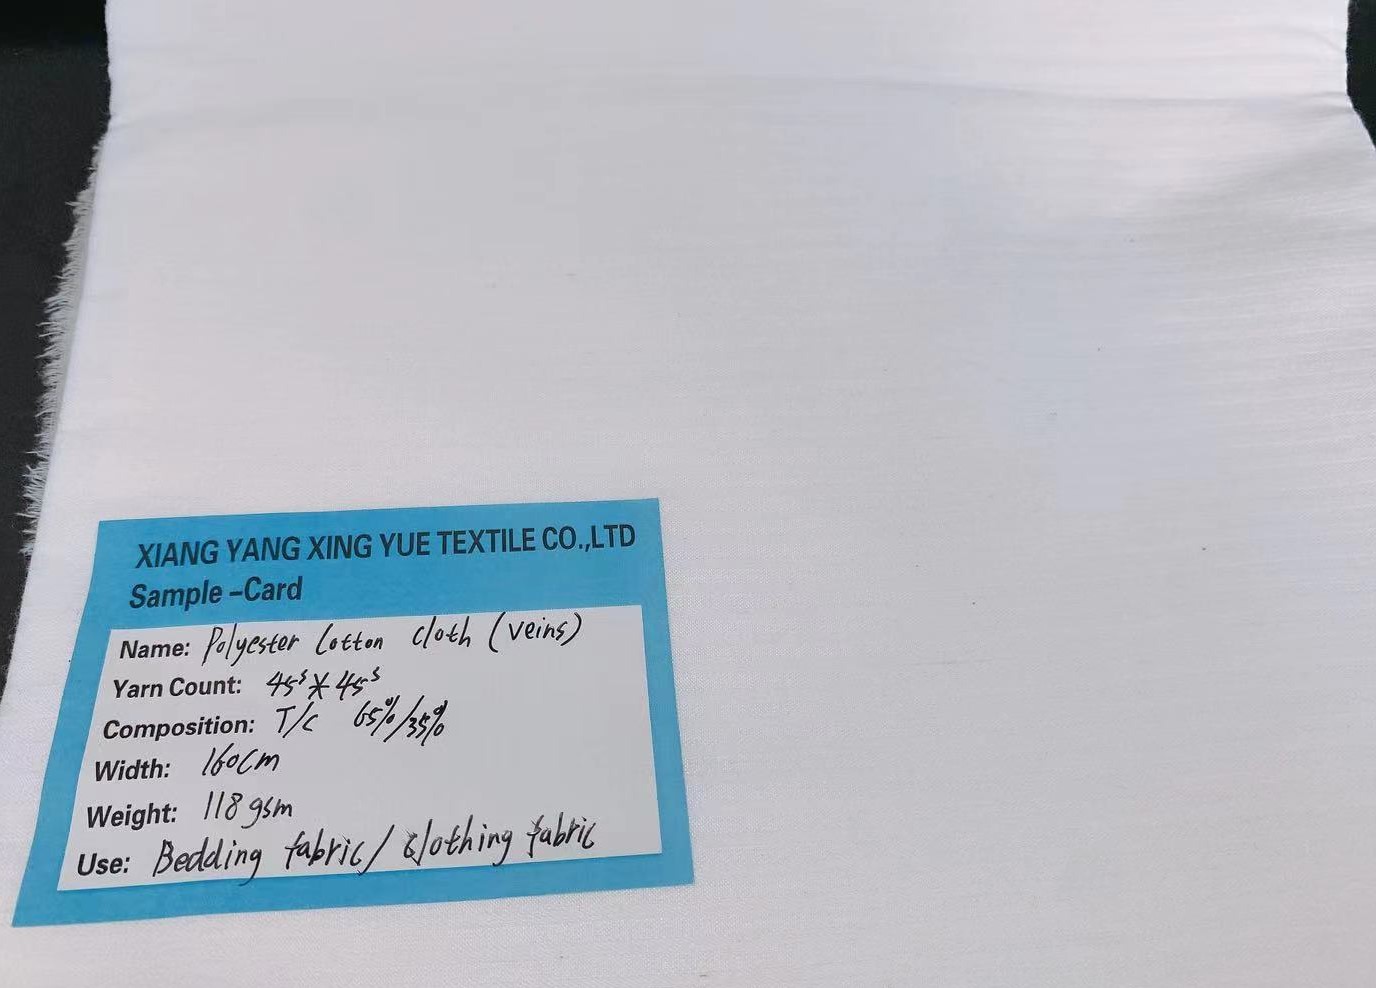 XIANG YANG XING YUE TEXTILE CO.,LTD
Sample –Card
Name: Polyester Cotton cloth (veins)
Yarn Count: 45ˢ*45ˢ
Composition: T/C 65%/35%
Width: 160cm
Weight: 118gsm
Use: Bedding fabric/clothing fabric